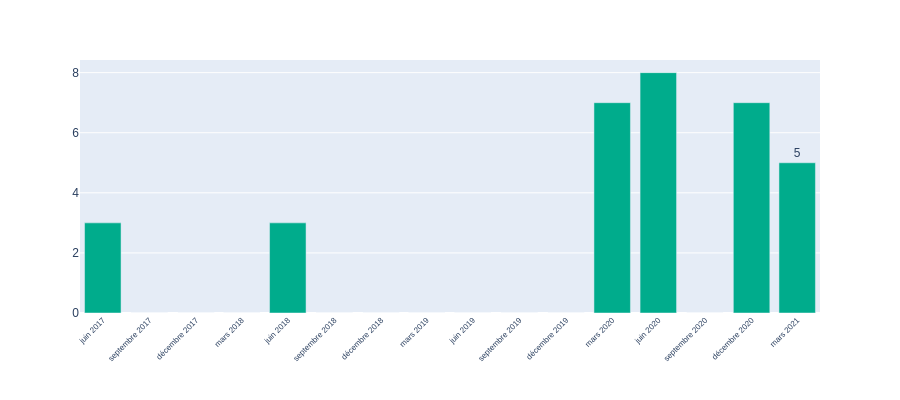 8
6
4
2
0
5
juin 2017
septembre 2017
décembre 2017
mars 2018
juin 2018
septembre 2018
décembre 2018
mars 2019
juin 2019
septembre 2019
décembre 2019
mars 2020
juin 2020
septembre 2020
décembre 2020
mars 2021